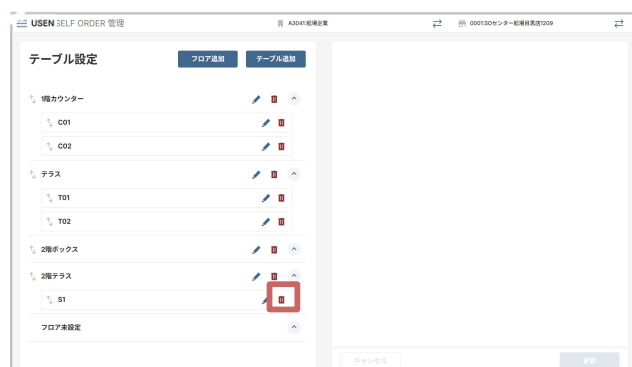 USEN SELF ORDER 管理
A3041:舩場企業
0001:SOセンター舩場目黒店1209
テーブル設定
フロア追加
テーブル追加
1階カウンター
C01
C02
テラス
T01
T02
2階ボックス
2階テラス
S1
フロア未設定
キャンセル
更新